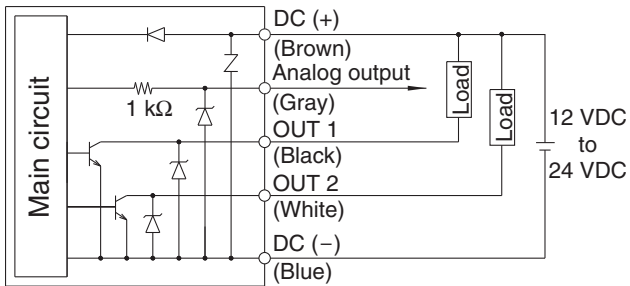 DC (+)
(Brown)
Analog output
(Gray)
1 kΩ
OUT 1
(Black)
OUT 2
(White)
DC (−)
(Blue)
Main circuit
Load
Load
12 VDC
to
24 VDC